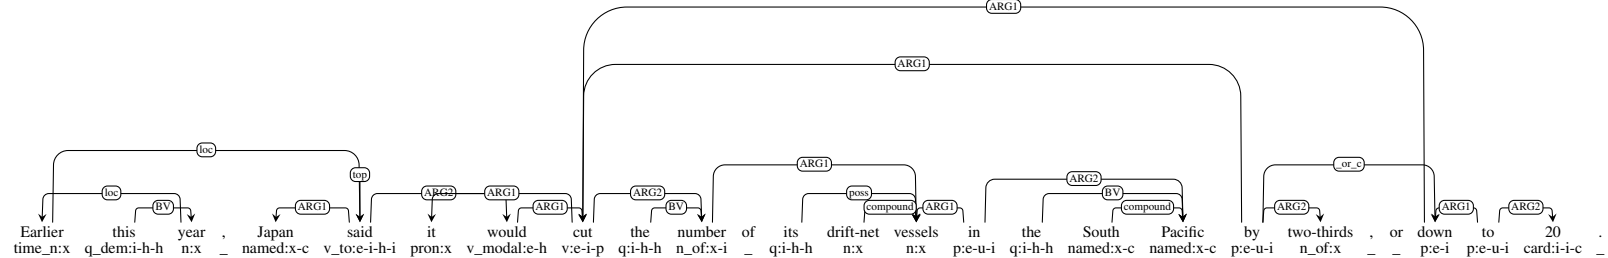 ARG1
ARG1
loc
ARG1 _or_c
top
ARG2
loc ARG2 ARG1 ARG2 poss BV
BV ARG1 ARG1 BV compound ARG1 compound ARG2 ARG1 ARG2
Earlier this year , Japan said it would cut the number of its drift-net vessels in the South Pacific by two-thirds , or down to 20 .
time_n:x q_dem:i-h-h n:x _ named:x-c v_to:e-i-h-i pron:x v_modal:e-h v:e-i-p q:i-h-h n_of:x-i _ q:i-h-h n:x n:x p:e-u-i q:i-h-h named:x-c named:x-c p:e-u-i n_of:x _ _ p:e-i p:e-u-i card:i-i-c _